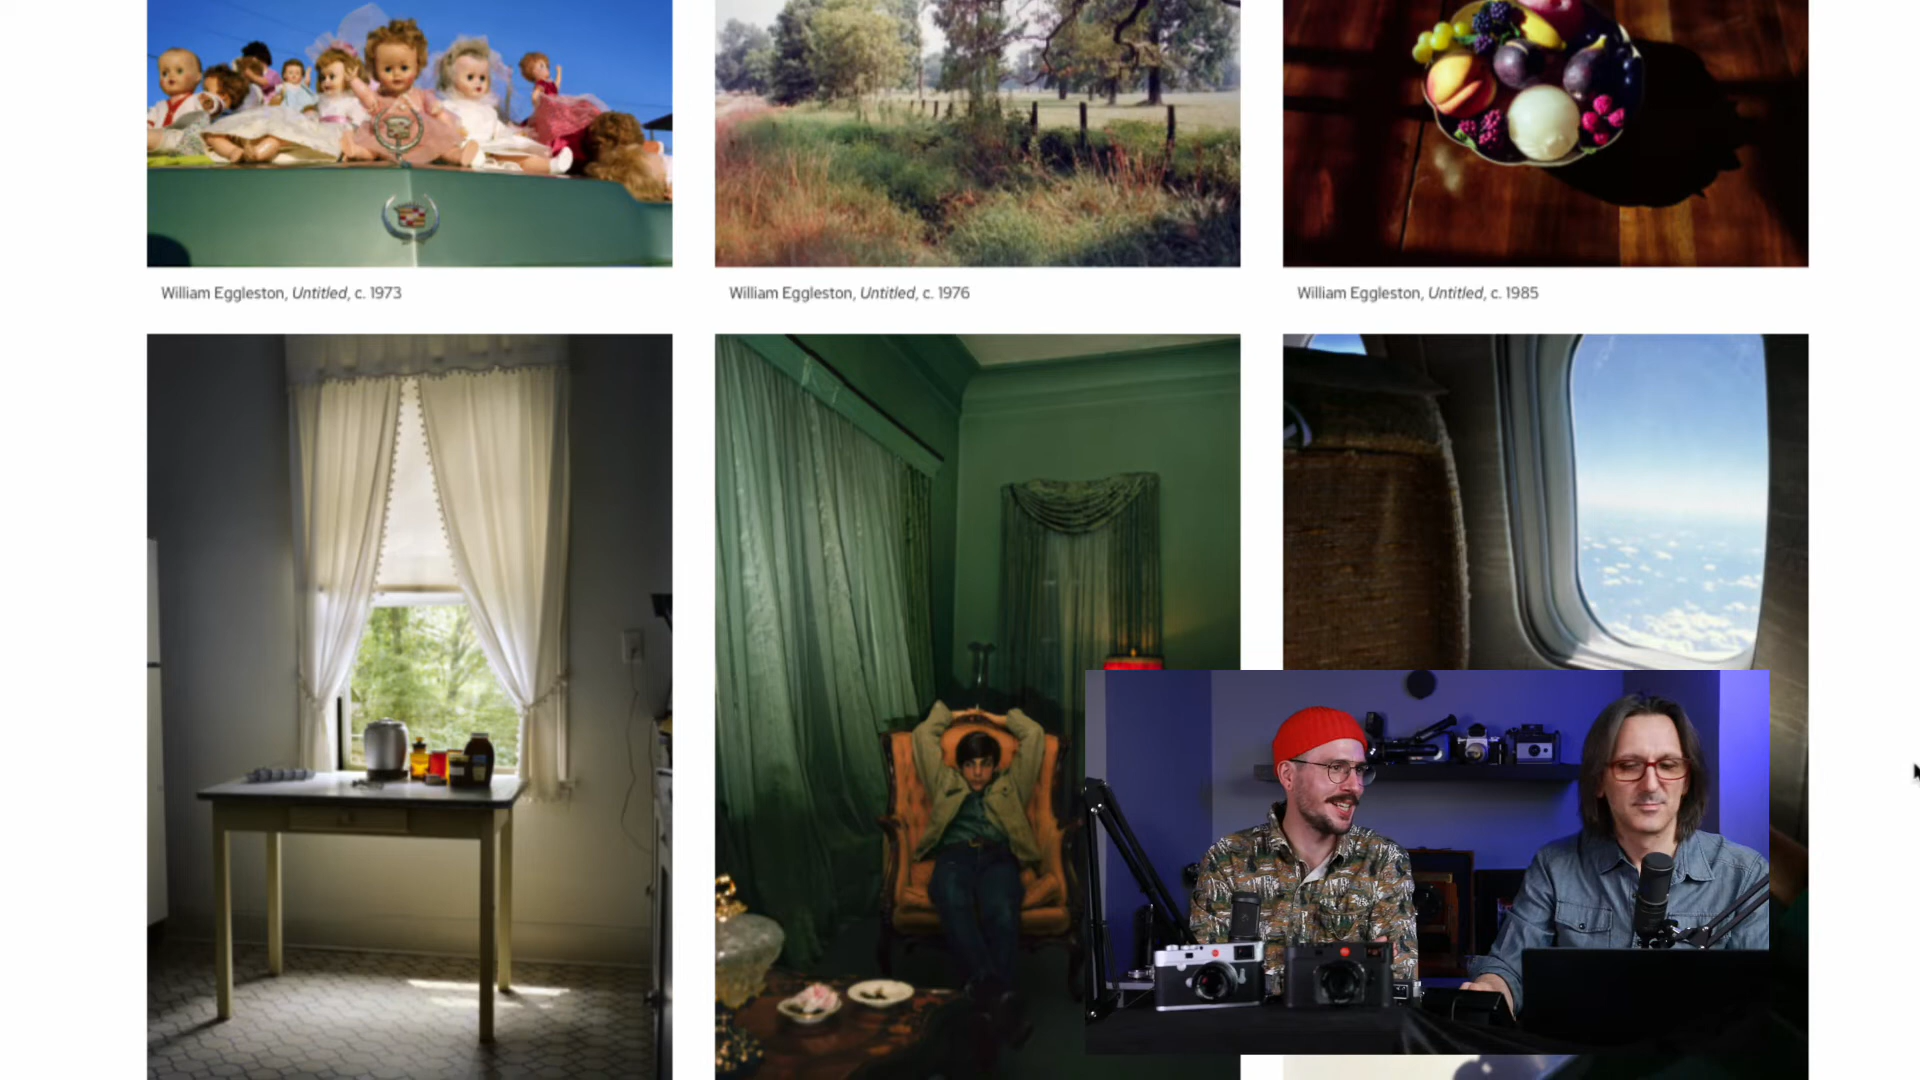 William Eggleston, Untitled, c. 1973
William Eggleston, Untitled, c. 1976
William Eggleston, Untitled, c. 1985